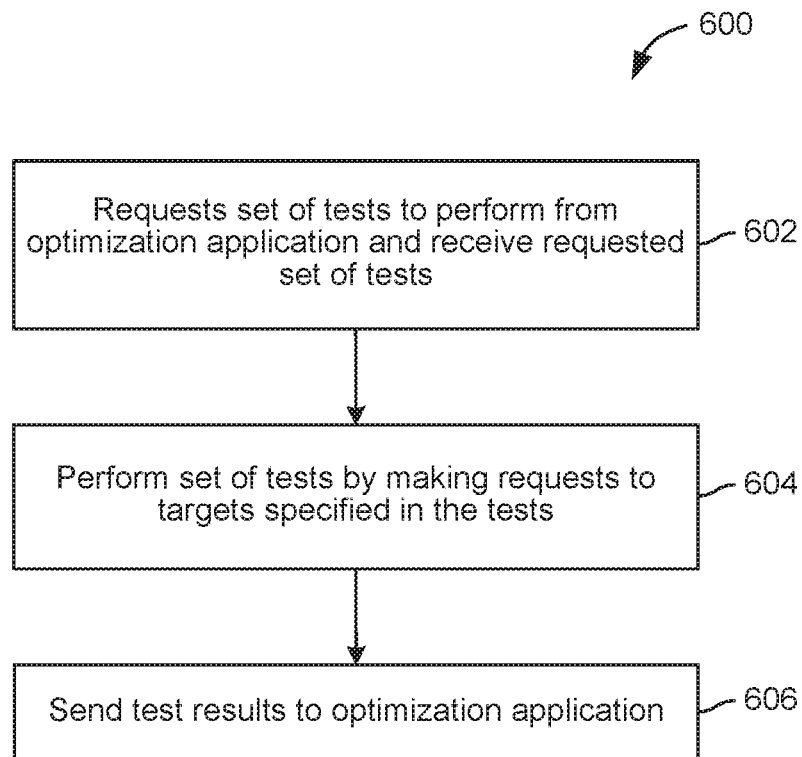 600
Requests set of tests to perform from
optimization application and receive requested
set of tests
602
Perform set of tests by making requests to
targets specified in the tests
604
Send test results to optimization application
606